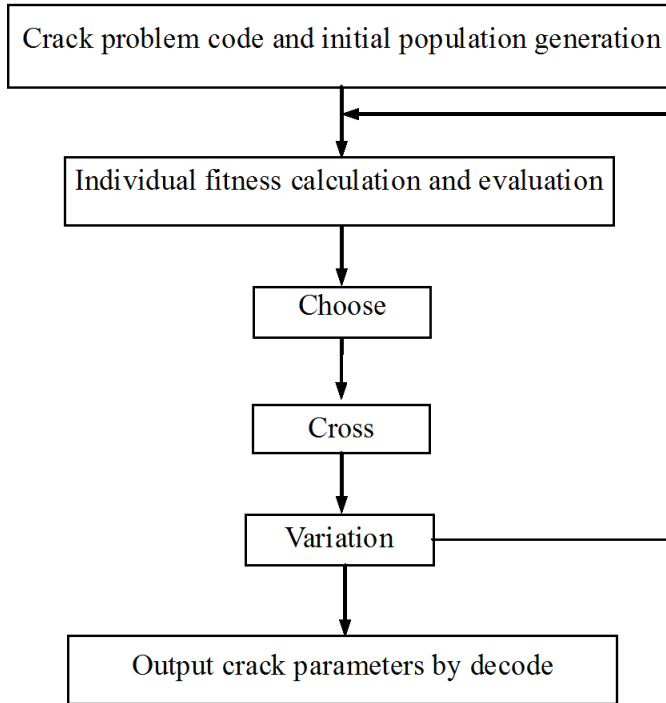 Crack problem code and initial population generation
Individual fitness calculation and evaluation
Choose
Cross
Variation
Output crack parameters by decode